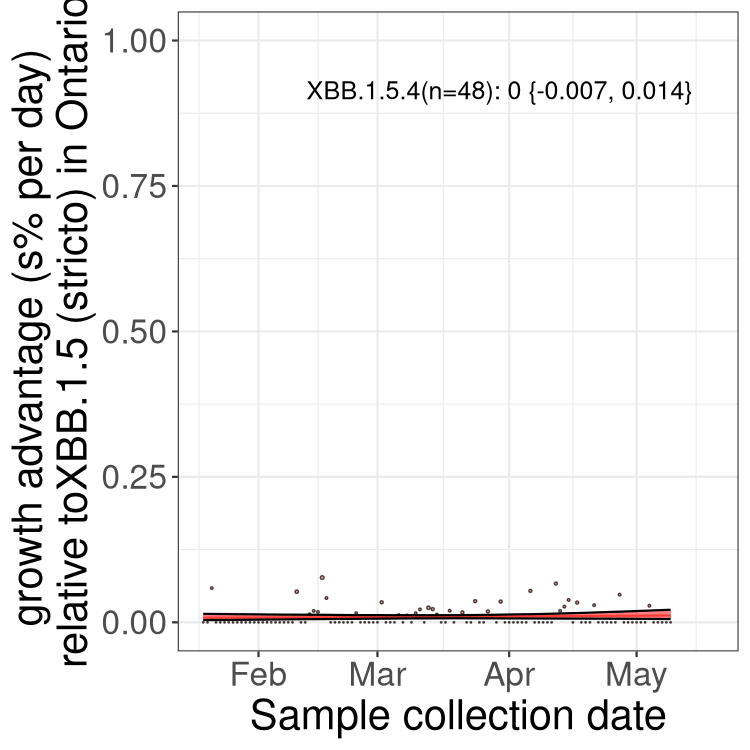 growth advantage (s% per day)
relative toXBB.1.5 (stricto) in Ontario
1.00
0.75
0.50
0.25
0.00
XBB.1.5.4(n=48): 0 {-0.007, 0.014}
Feb Mar Apr May
Sample collection date